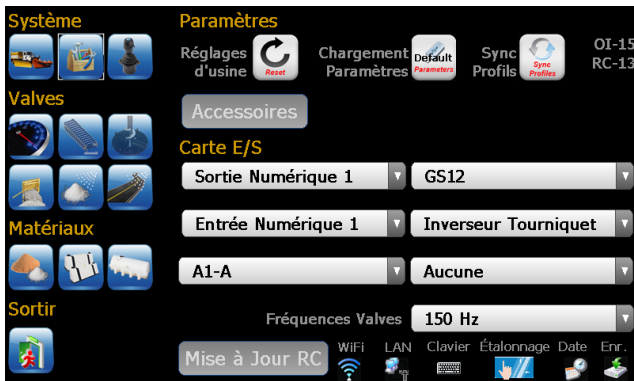 Système
Paramètres
Réglages d'usine
Reset
Chargement Paramètres
Default Parameters
Sync Profils
Sync Profiles
OI-15
RC-13
Valves
Accessoires
Carte E/S
Sortie Numérique 1
GS12
Entrée Numérique 1
Inverseur Tourniquet
Matériaux
A1-A
Aucune
Sortir
Fréquences Valves
150 Hz
Mise à Jour RC
WiFi
LAN
Clavier
Étalonnage
Date
Enr.